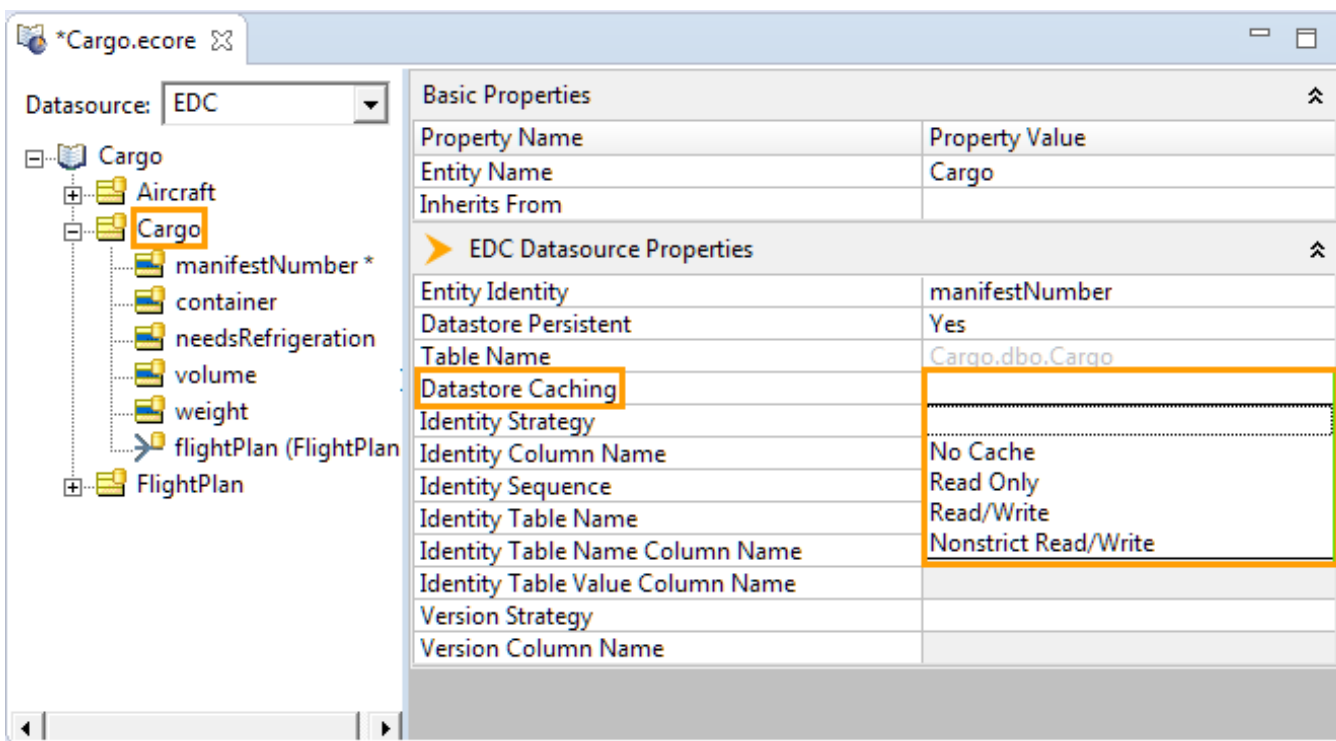 *Cargo.ecore
Datasource: EDC
Cargo
Aircraft
Cargo
manifestNumber *
container
needsRefrigeration
volume
weight
flightPlan (FlightPlan
FlightPlan
Basic Properties
Property Name Property Value
Entity Name Cargo
Inherits From
EDC Datasource Properties
Entity Identity manifestNumber
Datastore Persistent Yes
Table Name Cargo.dbo.Cargo
Datastore Caching
Identity Strategy
Identity Column Name No Cache
Identity Sequence Read Only
Identity Table Name Read/Write
Identity Table Name Column Name Nonstrict Read/Write
Identity Table Value Column Name
Version Strategy
Version Column Name